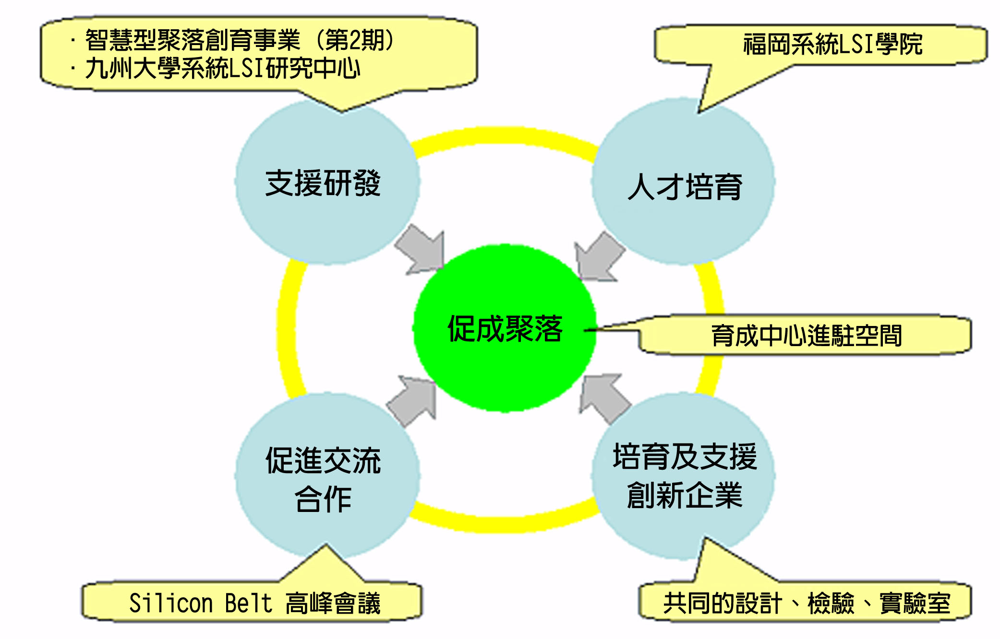 ·智慧型聚落創育事業 (第2期)
·九州大學系統LSI研究中心
福岡系統LSI學院
支援研發
人才培育
促成聚落
育成中心進駐空間
促進交流
合作
培育及支援
創新企業
Silicon Belt 高峰會議
共同的設計、檢驗、實驗室